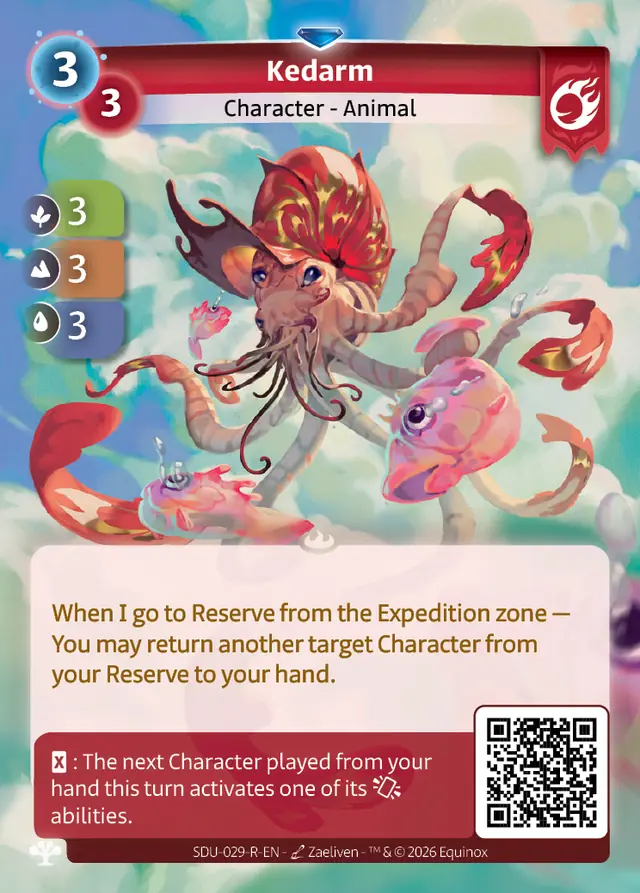 3
Kedarm
3
Character - Animal
3
3
3
When I go to Reserve from the Expedition zone —
You may return another target Character from
your Reserve to your hand.
X : The next Character played from your
hand this turn activates one of its
abilities.
SDU-029-R-EN - Zaeliven - ™ & © 2026 Equinox